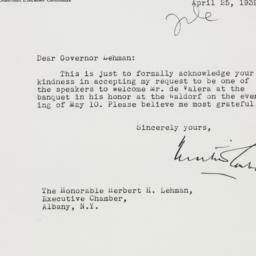 April 25, 1939
Dear Governor Lehman:
This is just to formally acknowledge your
kindness in accepting my request to be one of
the speakers to welcome Mr. de Valera at the
banquet in his honor at the Waldorf on the even-
ing of May 10. Please believe me most grateful.
Sincerely yours,
The Honorable Herbert H. Lehman,
Executive Chamber,
Albany, N.Y.